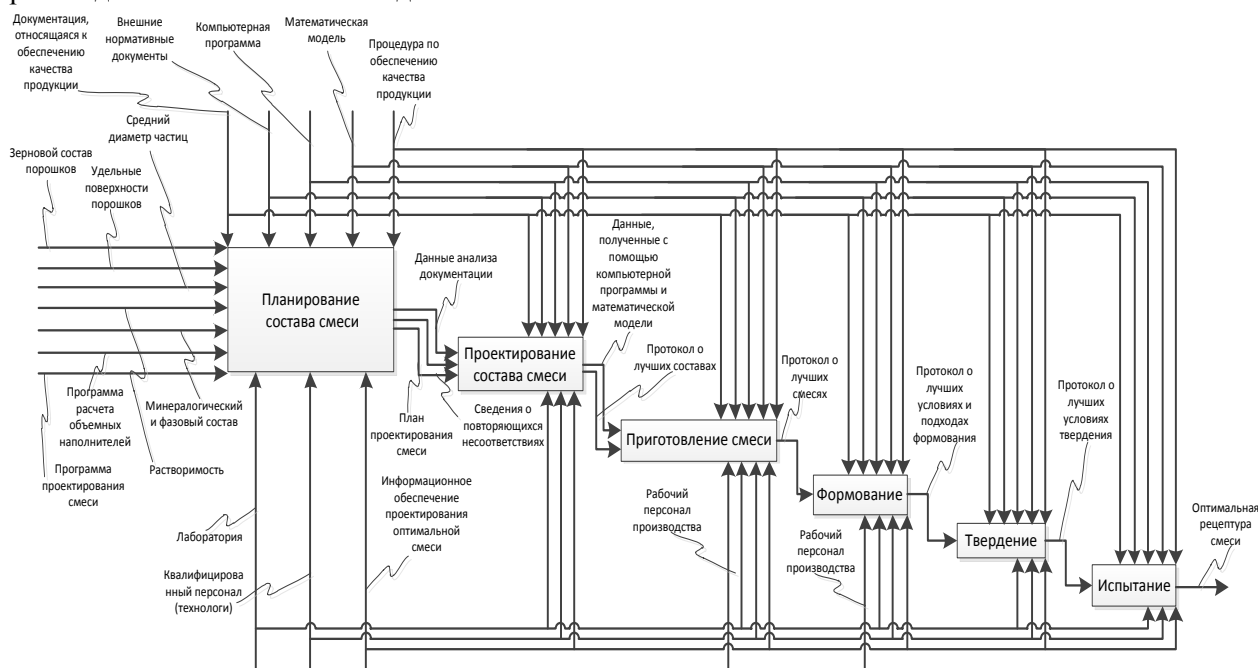 Документация,
относящаяся к
обеспечению
качества
продукции
Внешние
нормативные
документы
Компьютерная
программа
Математическая
модель
Процедура по
обеспечению
качества
продукции
Средний
диаметр частиц
Зерновой состав
порошков
Удельные
поверхности
порошков
Планирование
состава смеси
Данные анализа
документации
Данные,
полученные с
помощью
компьютерной
программы и
математической
модели
Проектирование
состава смеси
Протокол о
лучших составах
Протокол о
лучших
смесях
Протокол о
лучших
условиях и
подходах
формования
Протокол о
лучших
условиях
твердения
Программа
расчета
объемных
наполнителей
Минералогический
и фазовый состав
План
проектирования
смеси
Сведения о
повторяющихся
несоответствиях
Приготовление смеси
Программа
проектирования
смеси
Растворимость
Информационное
обеспечение
проектирования
оптимальной
смеси
Рабочий
персонал
производства
Формование
Оптимальная
рецептура
смеси
Лаборатория
Рабочий
персонал
производства
Твердение
Квалифицирова
нный персонал
(технологи)
Испытание